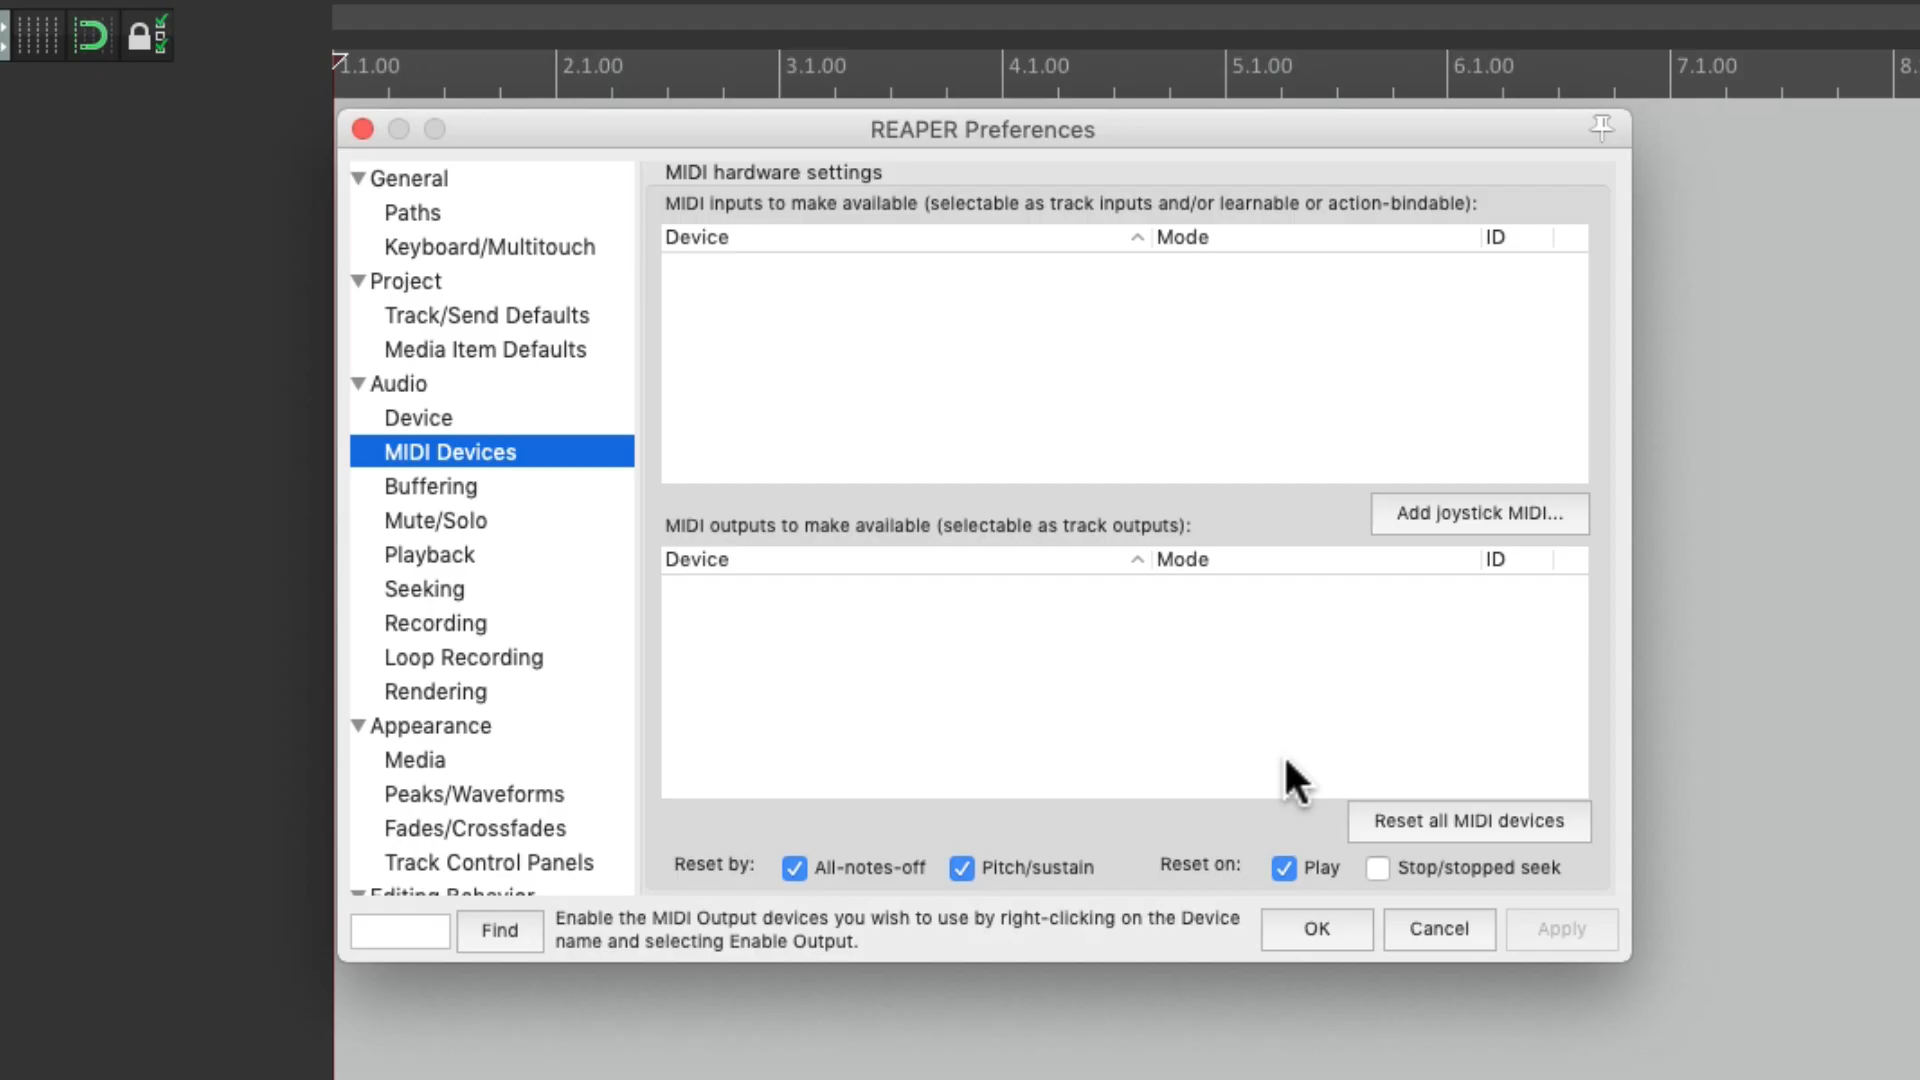 1.1.00 2.1.00 3.1.00 4.1.00 5.1.00 6.1.00 7.1.00 8.
REAPER Preferences
General
Paths
Keyboard/Multitouch
Project
Track/Send Defaults
Media Item Defaults
Audio
Device
MIDI Devices
Buffering
Mute/Solo
Playback
Seeking
Recording
Loop Recording
Rendering
Appearance
Media
Peaks/Waveforms
Fades/Crossfades
Track Control Panels
Editing Behavior
MIDI hardware settings
MIDI inputs to make available (selectable as track inputs and/or learnable or action-bindable):
Device Mode ID
Add joystick MIDI...
MIDI outputs to make available (selectable as track outputs):
Device Mode ID
Reset all MIDI devices
Reset by: All-notes-off Pitch/sustain Reset on: Play Stop/stopped seek
Find
Enable the MIDI Output devices you wish to use by right-clicking on the Device
name and selecting Enable Output.
OK Cancel Apply